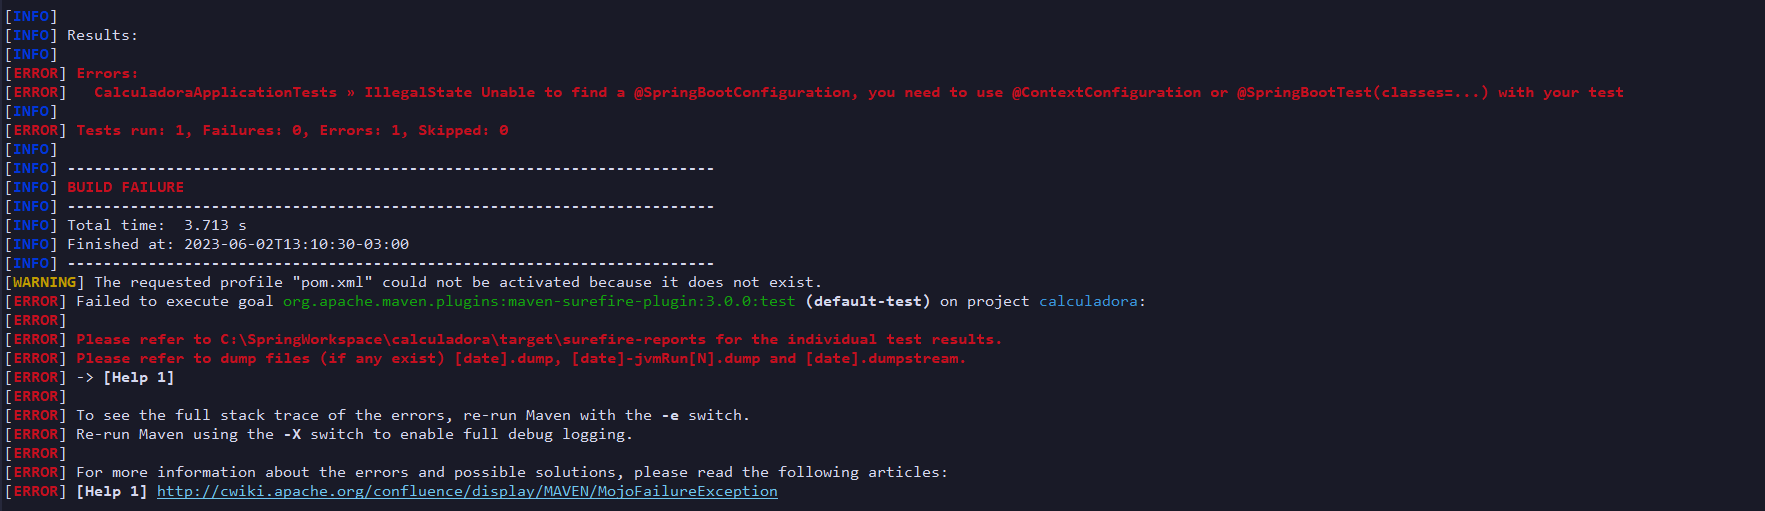 [INFO]
[INFO] Results:
[INFO]
[ERROR] Errors:
[ERROR]   CalculadoraApplicationTests » IllegalState Unable to find a @SpringBootConfiguration, you need to use @ContextConfiguration or @SpringBootTest(classes=...) with your test
[INFO]
[ERROR] Tests run: 1, Failures: 0, Errors: 1, Skipped: 0
[INFO]
[INFO] ------------------------------------------------------------------------
[INFO] BUILD FAILURE
[INFO] ------------------------------------------------------------------------
[INFO] Total time:  3.713 s
[INFO] Finished at: 2023-06-02T13:10:30-03:00
[INFO] ------------------------------------------------------------------------
[WARNING] The requested profile "pom.xml" could not be activated because it does not exist.
[ERROR] Failed to execute goal org.apache.maven.plugins:maven-surefire-plugin:3.0.0:test (default-test) on project calculadora:
[ERROR]
[ERROR] Please refer to C:\SpringWorkspace\calculadora\target\surefire-reports for the individual test results.
[ERROR] Please refer to dump files (if any exist) [date].dump, [date]-jvmRun[N].dump and [date].dumpstream.
[ERROR] -> [Help 1]
[ERROR]
[ERROR] To see the full stack trace of the errors, re-run Maven with the -e switch.
[ERROR] Re-run Maven using the -X switch to enable full debug logging.
[ERROR]
[ERROR] For more information about the errors and possible solutions, please read the following articles:
[ERROR] [Help 1] http://cwiki.apache.org/confluence/display/MAVEN/MojoFailureException